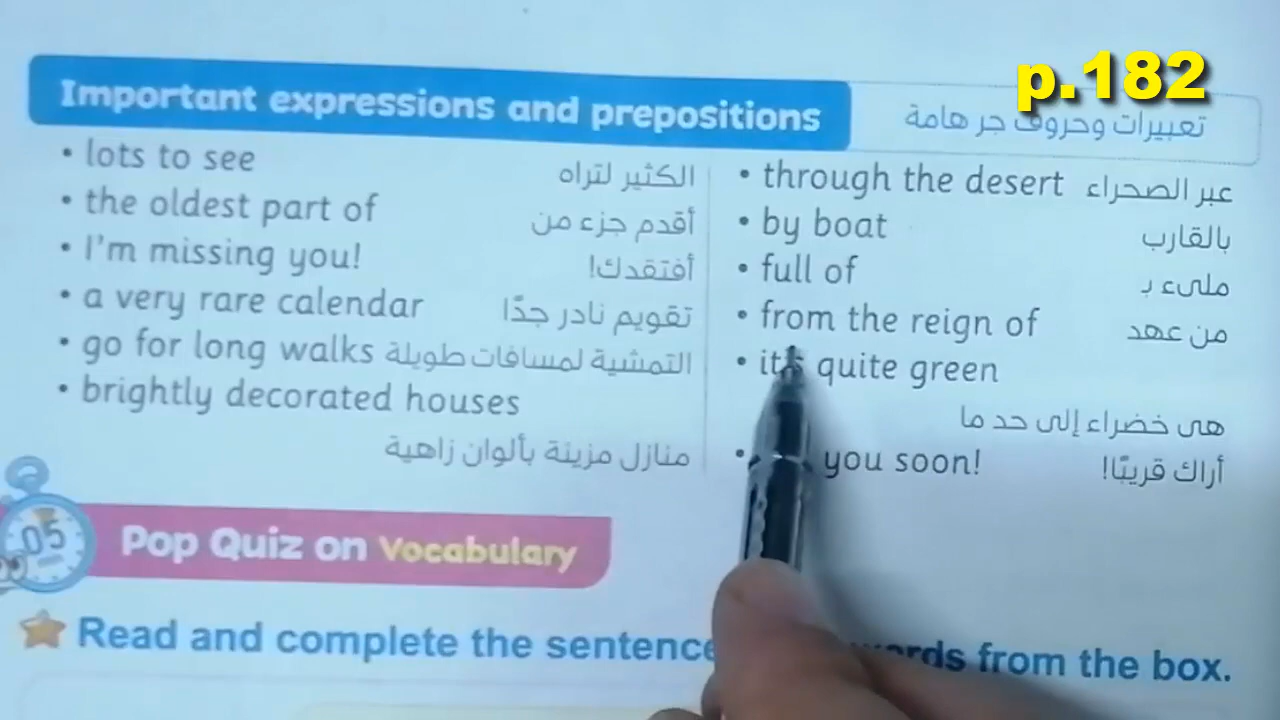 p.182
Important expressions and prepositions
تعبيرات وحروف جر هامة
• lots to see الكثير لتراه
• the oldest part of أقدم جزء من
• I'm missing you! أفتقدك!
• a very rare calendar تقويم نادر جدًا
• go for long walks التمشية لمسافات طويلة
• brightly decorated houses
منازل مزينة بألوان زاهية
• through the desert عبر الصحراء
• by boat بالقارب
• full of ملىء بـ
• from the reign of من عهد
• it's quite green
هى خضراء إلى حد ما
• you soon! أراك قريبًا!
05
Pop Quiz on Vocabulary
Read and complete the sentence from the box.